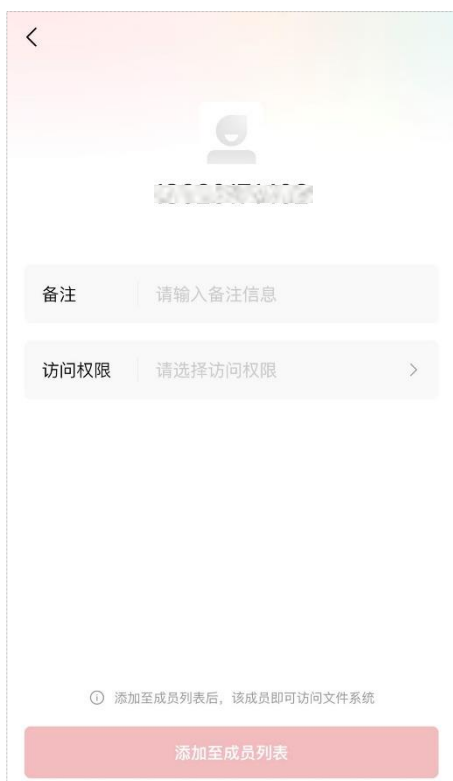 备注 请输入备注信息
访问权限 请选择访问权限
添加至成员列表后，该成员即可访问文件系统
添加至成员列表